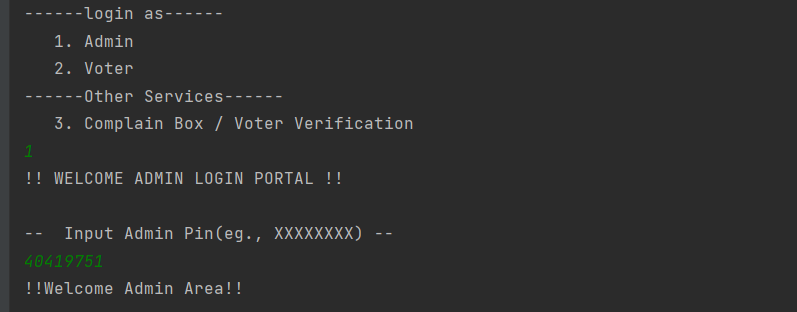 ------login as------
   1. Admin
   2. Voter
------Other Services------
   3. Complain Box / Voter Verification
1
!! WELCOME ADMIN LOGIN PORTAL !!
--  Input Admin Pin(eg., XXXXXXXX) --
40419751
!!Welcome Admin Area!!